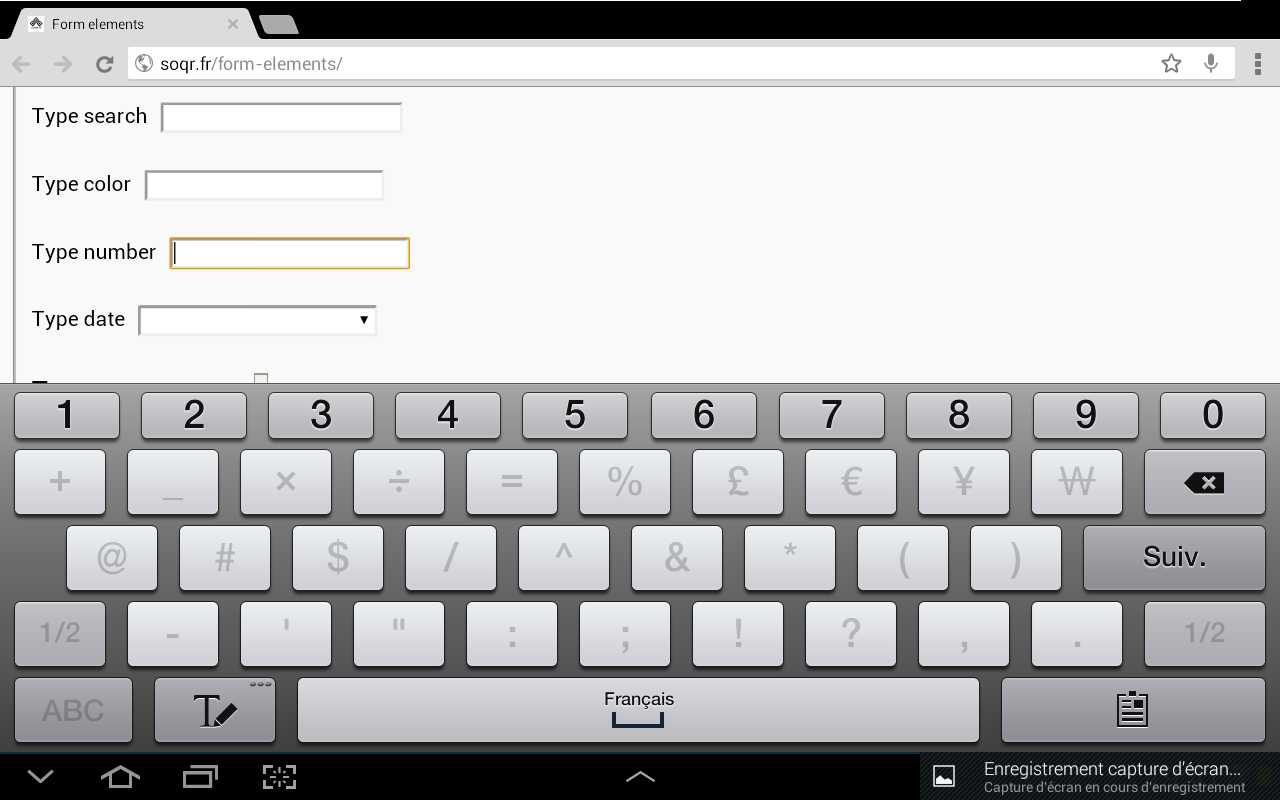 Form elements
soqr.fr/form-elements/
Type search
Type color
Type number
Type date
1 2 3 4 5 6 7 8 9 0
+ _ × ÷ = % £ € ¥ ₩
@ # $ / ^ & * ( ) Suiv.
1/2 - ' " : ; ! ? , . 1/2
ABC T Français
Enregistrement capture d'écran...
Capture d'écran en cours d'enregistrement